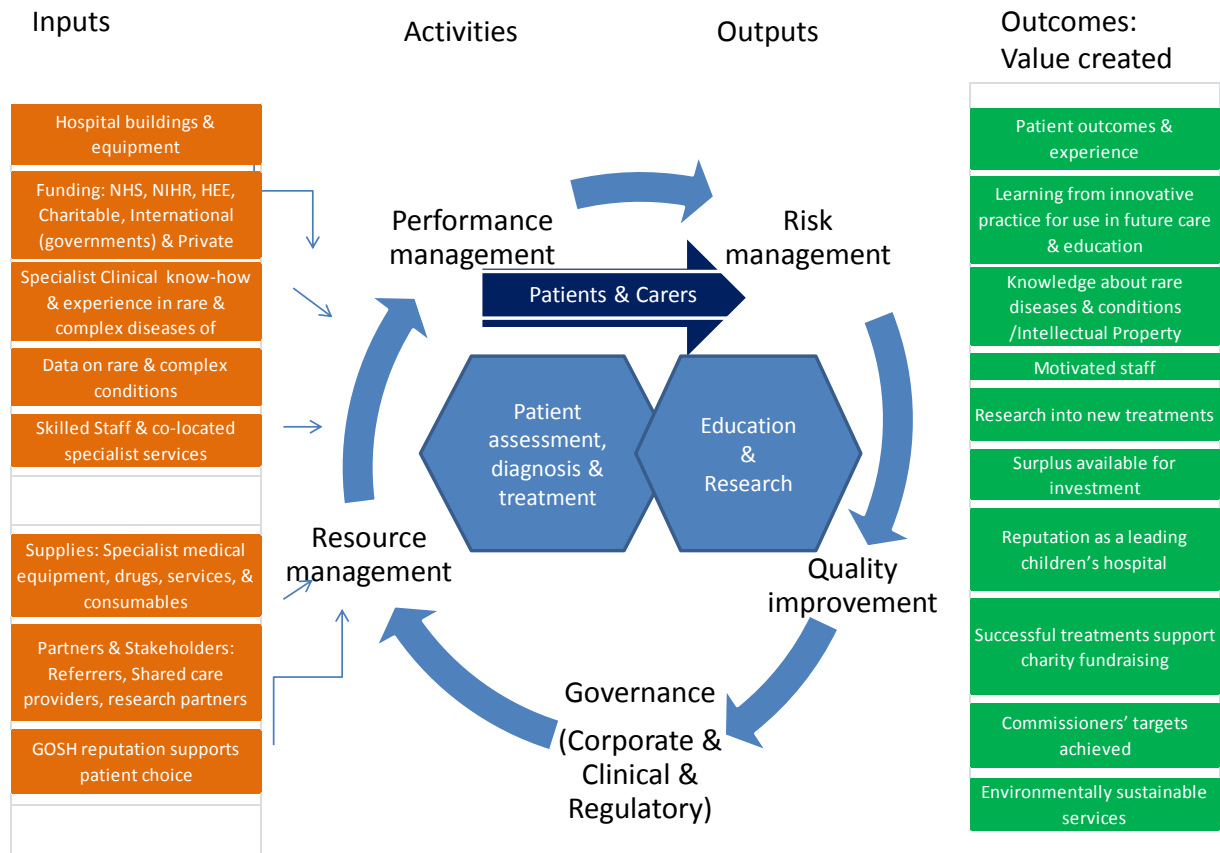 Inputs
Activities
Outputs
Outcomes:
Value created
Hospital buildings &
equipment
Funding: NHS, NIHR, HEE,
Charitable, International
(governments) & Private
Specialist Clinical know-how
& experience in rare &
complex diseases of
Data on rare & complex
conditions
Skilled Staff & co-located
specialist services
Supplies: Specialist medical
equipment, drugs, services, &
consumables
Partners & Stakeholders:
Referrers, Shared care
providers, research partners
GOSH reputation supports
patient choice
Performance
management
Risk
management
Patients & Carers
Patient
assessment,
diagnosis &
treatment
Education
&
Research
Resource
management
Quality
improvement
Governance
(Corporate &
Clinical &
Regulatory)
Patient outcomes &
experience
Learning from innovative
practice for use in future care
& education
Knowledge about rare
diseases & conditions
/Intellectual Property
Motivated staff
Research into new treatments
Surplus available for
investment
Reputation as a leading
children’s hospital
Successful treatments support
charity fundraising
Commissioners’ targets
achieved
Environmentally sustainable
services